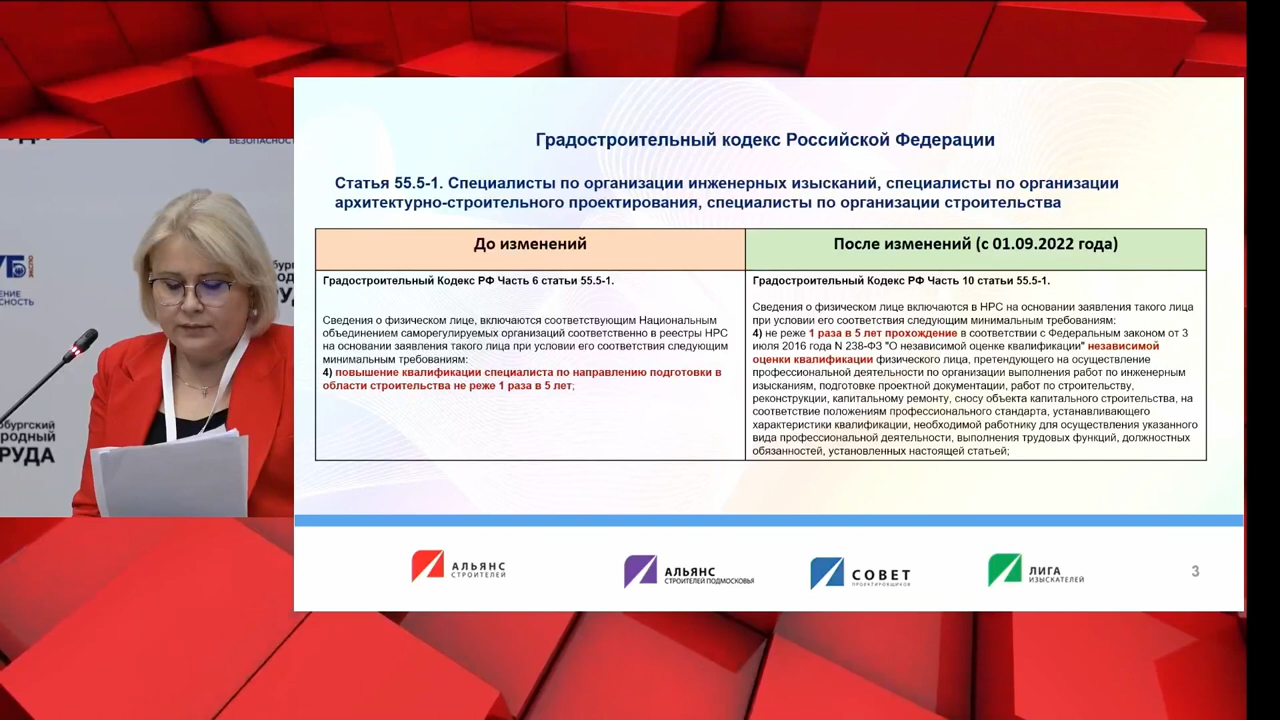 БЕЗОПАСНОСТЬ
УБ
ЭКСПО
РУДА
Градостроительный кодекс Российской Федерации
Статья 55.5-1. Специалисты по организации инженерных изысканий, специалисты по организации
архитектурно-строительного проектирования, специалисты по организации строительства
До изменений
Градостроительный Кодекс РФ Часть 6 статьи 55.5-1.
Сведения о физическом лице, включаются соответствующим Национальным
объединением саморегулируемых организаций соответственно в реестры НРС
на основании заявления такого лица при условии его соответствия следующим
минимальным требованиям:
4) повышение квалификации специалиста по направлению подготовки в
области строительства не реже 1 раза в 5 лет;
После изменений (с 01.09.2022 года)
Градостроительный Кодекс РФ Часть 10 статьи 55.5-1.
Сведения о физическом лице включаются в НРС на основании заявления такого лица
при условии его соответствия следующим минимальным требованиям:
4) не реже 1 раза в 5 лет прохождение в соответствии с Федеральным законом от 3
июля 2016 года N 238-ФЗ "О независимой оценке квалификации" независимой
оценки квалификации физического лица, претендующего на осуществление
профессиональной деятельности по организации выполнения работ по инженерным
изысканиям, подготовке проектной документации, работ по строительству,
реконструкции, капитальному ремонту, сносу объекта капитального строительства, на
соответствие положениям профессионального стандарта, устанавливающего
характеристики квалификации, необходимой работнику для осуществления указанного
вида профессиональной деятельности, выполнения трудовых функций, должностных
обязанностей, установленных настоящей статьей;
АЛЬЯНС
СТРОИТЕЛЕЙ
АЛЬЯНС
СТРОИТЕЛЕЙ ПОДМОСКОВЬЯ
СОВЕТ
ПРОЕКТИРОВЩИКОВ
ЛИГА
ИЗЫСКАТЕЛЕЙ
3